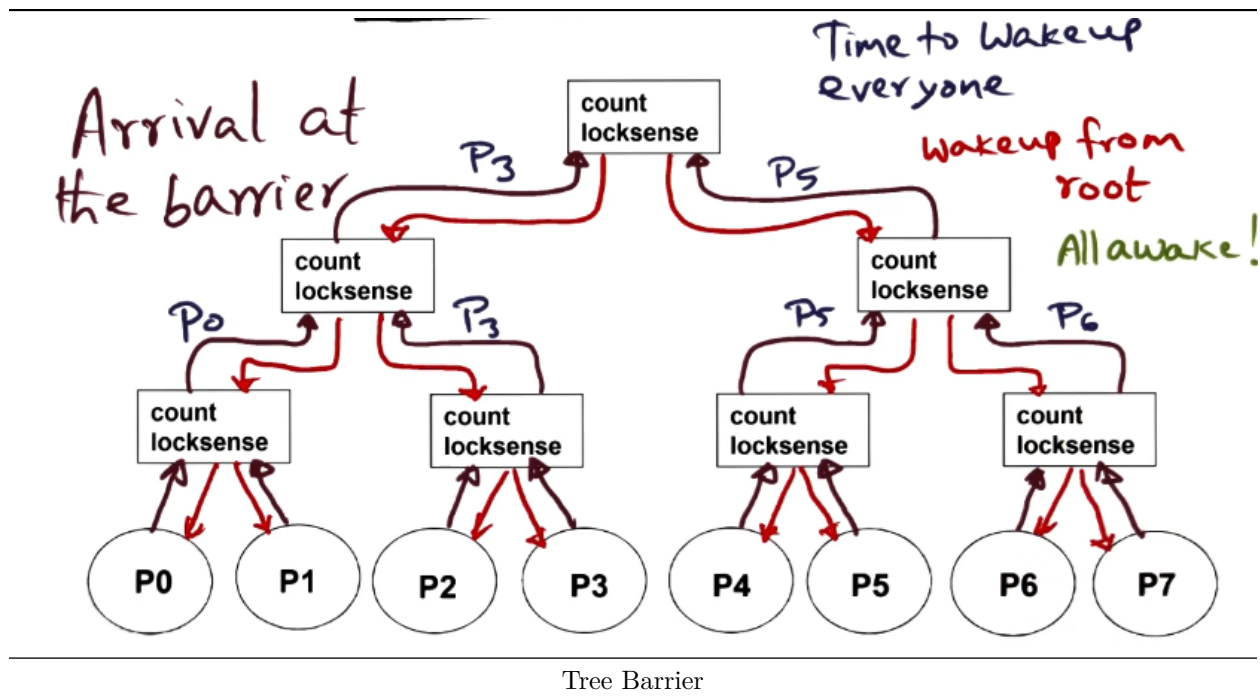 Time to Wakeup
everyone
Arrival at
the barrier
count
locksense
Wakeup from
root
All awake!
P3
P5
count
locksense
count
locksense
P0
P3
P5
P6
count
locksense
count
locksense
count
locksense
count
locksense
P0
P1
P2
P3
P4
P5
P6
P7
Tree Barrier